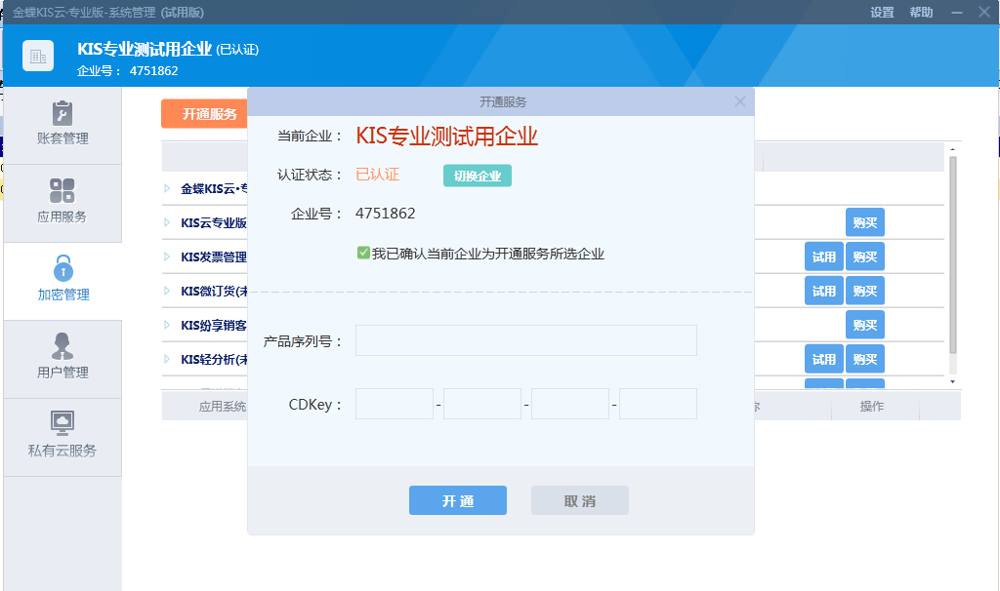 金蝶KIS云·专业版-系统管理 (试用版)
设置 帮助
KIS专业测试用企业 (已认证)
企业号： 4751862
账套管理
应用服务
加密管理
用户管理
私有云服务
开通服务
金蝶KIS云·
KIS云专业版
购买
KIS发票管理
试用 购买
KIS微订货(
试用 购买
KIS纷享销客
购买
KIS轻分析(
试用 购买
应用系统
操作
开通服务
当前企业： KIS专业测试用企业
认证状态： 已认证 切换企业
企业号： 4751862
我已确认当前企业为开通服务所选企业
产品序列号：
CDKey： - - -
开通 取消